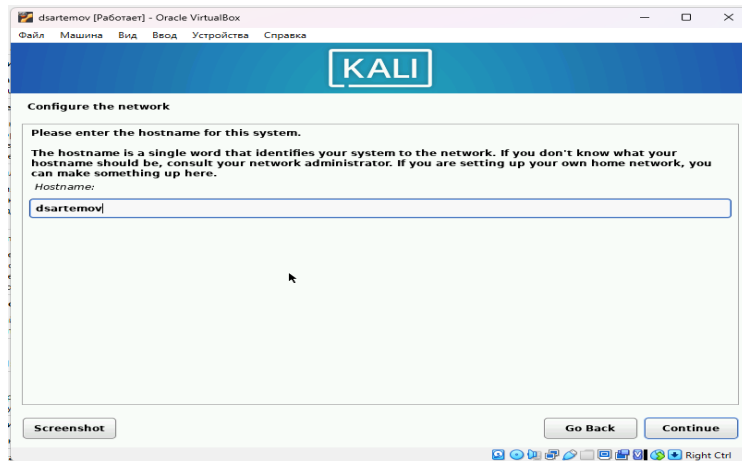 dsartemov [Работает] - Oracle VirtualBox
Файл Машина Вид Ввод Устройства Справка
KALI
Configure the network
Please enter the hostname for this system.
The hostname is a single word that identifies your system to the network. If you don't know what your
hostname should be, consult your network administrator. If you are setting up your own home network, you
can make something up here.
Hostname:
dsartemov
Screenshot Go Back Continue
Right Ctrl